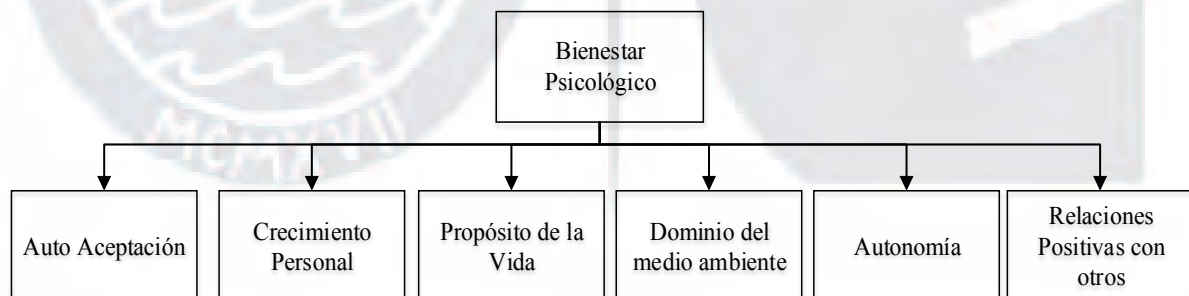 Bienestar
Psicológico
Auto Aceptación
Crecimiento
Personal
Propósito de la
Vida
Dominio del
medio ambiente
Autonomía
Relaciones
Positivas con
otros
MCMXVII